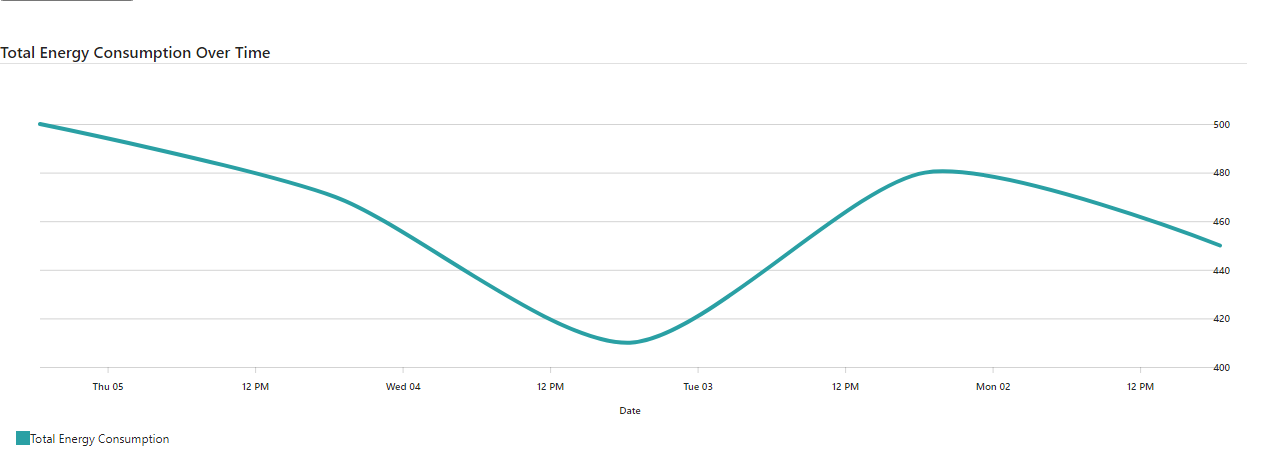 Total Energy Consumption Over Time
500
480
460
440
420
400
Thu 05 12 PM Wed 04 12 PM Tue 03 12 PM Mon 02 12 PM
Date
Total Energy Consumption